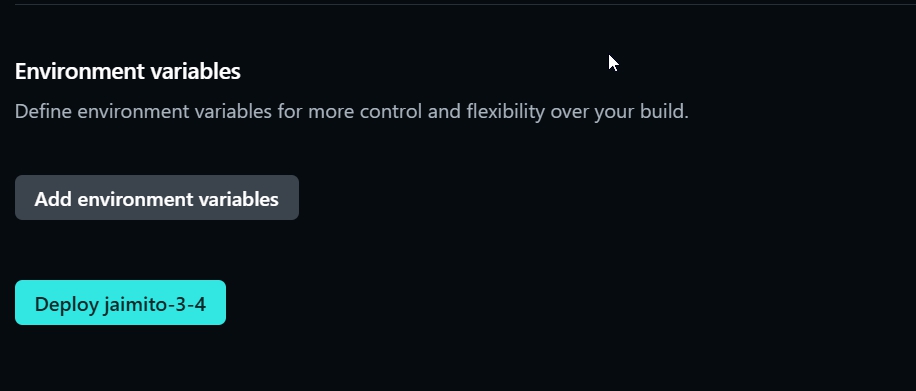 Environment variables
Define environment variables for more control and flexibility over your build.
Add environment variables
Deploy jaimito-3-4